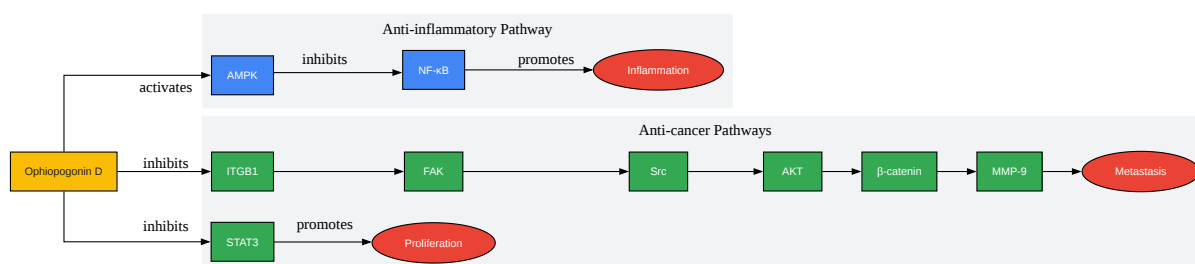 Anti-inflammatory Pathway
AMPK
inhibits
NF-κB
promotes
Inflammation
activates
Anti-cancer Pathways
Ophiopogonin D
inhibits
ITGB1
FAK
Src
AKT
β-catenin
MMP-9
Metastasis
inhibits
STAT3
promotes
Proliferation